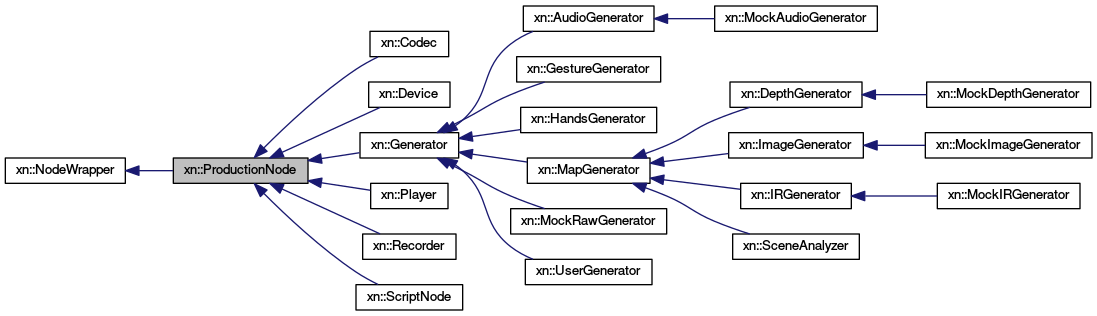 xn::AudioGenerator
xn::MockAudioGenerator
xn::Codec
xn::GestureGenerator
xn::Device
xn::DepthGenerator
xn::MockDepthGenerator
xn::HandsGenerator
xn::Generator
xn::ImageGenerator
xn::MockImageGenerator
xn::NodeWrapper
xn::ProductionNode
xn::MapGenerator
xn::Player
xn::IRGenerator
xn::MockIRGenerator
xn::MockRawGenerator
xn::Recorder
xn::SceneAnalyzer
xn::UserGenerator
xn::ScriptNode